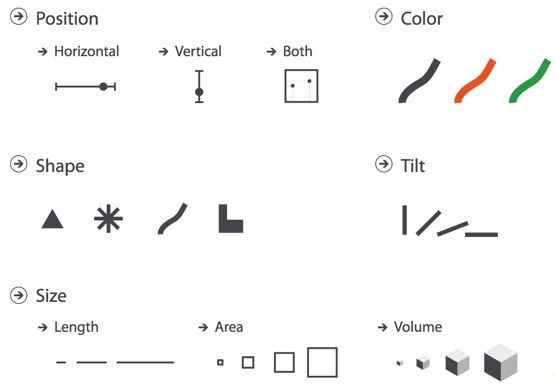 Position
Color
Horizontal
Vertical
Both
Shape
Tilt
Size
Length
Area
Volume